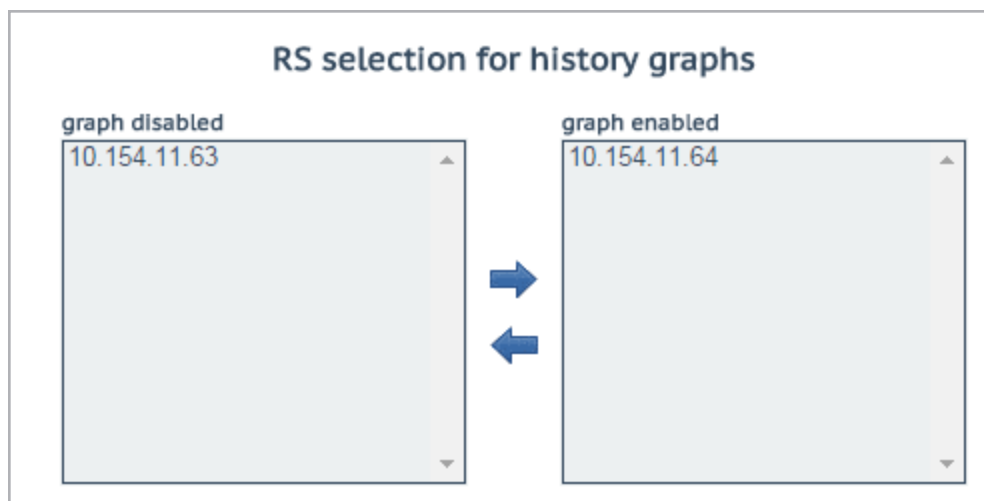 RS selection for history graphs
graph disabled
graph enabled
10.154.11.63
10.154.11.64